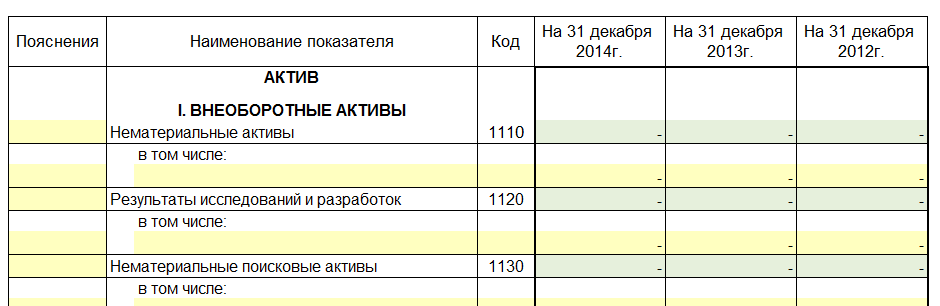 Пояснения Наименование показателя Код На 31 декабря 2014г. На 31 декабря 2013г. На 31 декабря 2012г.
АКТИВ
I. ВНЕОБОРОТНЫЕ АКТИВЫ
Нематериальные активы 1110 - - -
в том числе:
- - -
Результаты исследований и разработок 1120 - - -
в том числе:
- - -
Нематериальные поисковые активы 1130 - - -
в том числе: